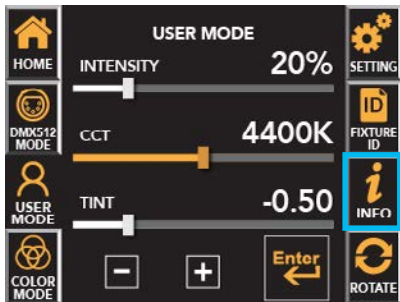 USER MODE
HOME
INTENSITY 20%
SETTING
DMX512
MODE
CCT 4400K
ID
FIXTURE
ID
USER
MODE
TINT -0.50
i
INFO
COLOR
MODE
- +
Enter
ROTATE